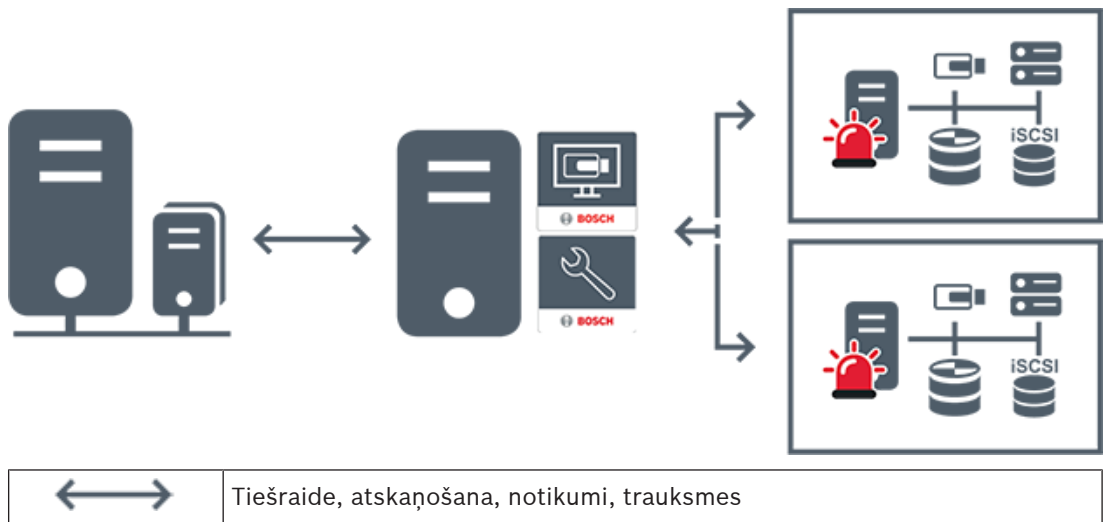 iSCSI
BOSCH
BOSCH
iSCSI
Tiešraide, atskaņošana, notikumi, trauksmes